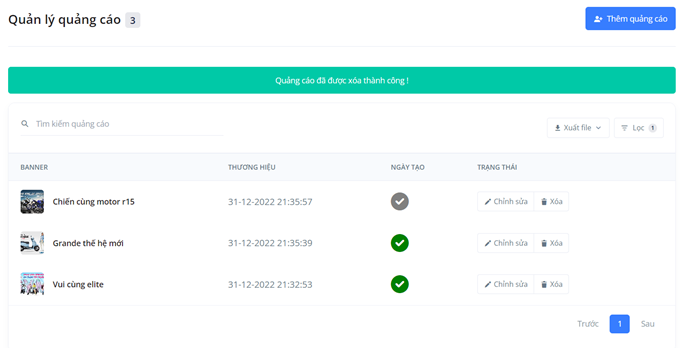 Quản lý quảng cáo 3
Thêm quảng cáo
Quảng cáo đã được xóa thành công !
Tìm kiếm quảng cáo
Xuất file
Lọc 1
BANNER THƯƠNG HIỆU NGÀY TẠO TRẠNG THÁI
Chiến cùng motor r15 31-12-2022 21:35:57 Chỉnh sửa Xóa
Grande thế hệ mới 31-12-2022 21:35:39 Chỉnh sửa Xóa
Vui cùng elite 31-12-2022 21:32:53 Chỉnh sửa Xóa
Trước 1 Sau